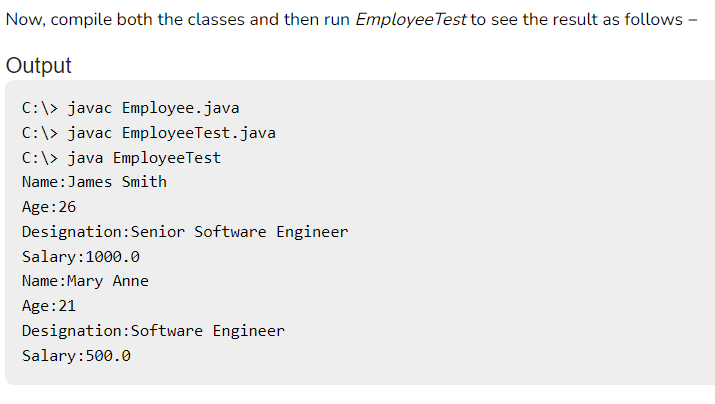 Now, compile both the classes and then run EmployeeTest to see the result as follows −
Output
C:\> javac Employee.java
C:\> javac EmployeeTest.java
C:\> java EmployeeTest
Name:James Smith
Age:26
Designation:Senior Software Engineer
Salary:1000.0
Name:Mary Anne
Age:21
Designation:Software Engineer
Salary:500.0